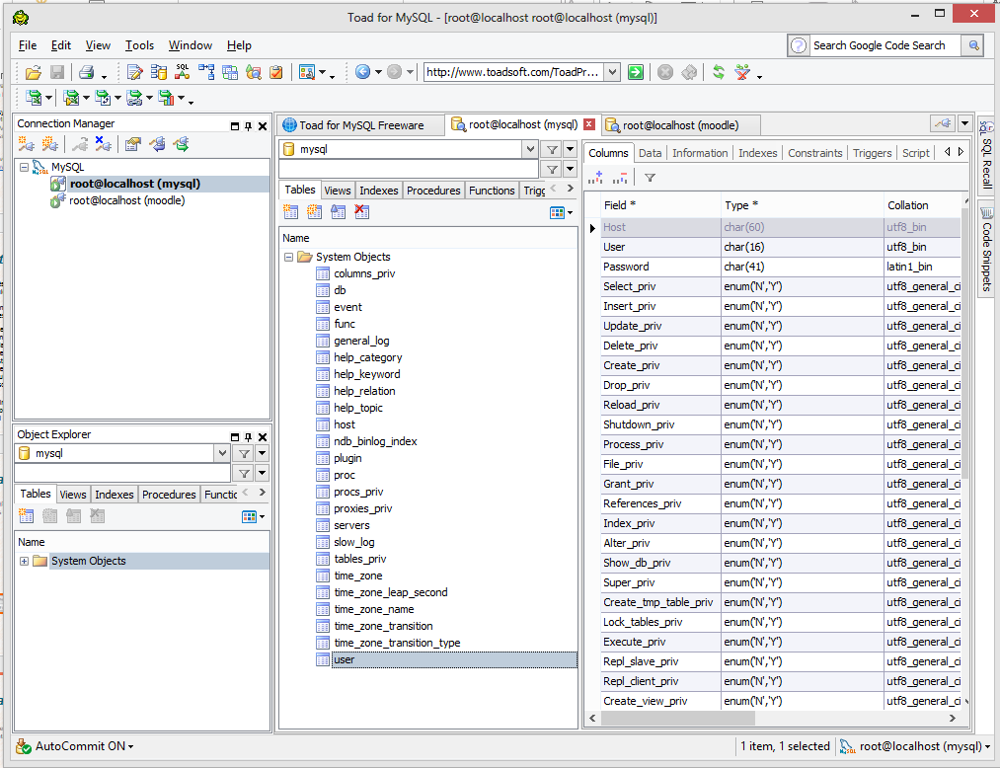 Toad for MySQL - [root@localhost root@localhost (mysql)]
File Edit View Tools Window Help
Search Google Code Search
SQL
http://www.toadsoft.com/ToadPr...
Connection Manager
MySQL
root@localhost (mysql)
root@localhost (moodle)
Object Explorer
mysql
Tables Views Indexes Procedures Functic
Name
System Objects
Toad for MySQL Freeware
root@localhost (mysql)
root@localhost (moodle)
mysql
Tables Views Indexes Procedures Functions Trigg
Name
System Objects
columns_priv
db
event
func
general_log
help_category
help_keyword
help_relation
help_topic
host
ndb_binlog_index
plugin
proc
procs_priv
proxies_priv
servers
slow_log
tables_priv
time_zone
time_zone_leap_second
time_zone_name
time_zone_transition
time_zone_transition_type
user
Columns Data Information Indexes Constraints Triggers Script
Field * Type * Collation
Host char(60) utf8_bin
User char(16) utf8_bin
Password char(41) latin1_bin
Select_priv enum('N','Y') utf8_general_ci
Insert_priv enum('N','Y') utf8_general_ci
Update_priv enum('N','Y') utf8_general_ci
Delete_priv enum('N','Y') utf8_general_ci
Create_priv enum('N','Y') utf8_general_ci
Drop_priv enum('N','Y') utf8_general_ci
Reload_priv enum('N','Y') utf8_general_ci
Shutdown_priv enum('N','Y') utf8_general_ci
Process_priv enum('N','Y') utf8_general_ci
File_priv enum('N','Y') utf8_general_ci
Grant_priv enum('N','Y') utf8_general_ci
References_priv enum('N','Y') utf8_general_ci
Index_priv enum('N','Y') utf8_general_ci
Alter_priv enum('N','Y') utf8_general_ci
Show_db_priv enum('N','Y') utf8_general_ci
Super_priv enum('N','Y') utf8_general_ci
Create_tmp_table_priv enum('N','Y') utf8_general_ci
Lock_tables_priv enum('N','Y') utf8_general_ci
Execute_priv enum('N','Y') utf8_general_ci
Repl_slave_priv enum('N','Y') utf8_general_ci
Repl_client_priv enum('N','Y') utf8_general_ci
Create_view_priv enum('N','Y') utf8_general_ci
SQL Recall
Code Snippets
AutoCommit ON
1 item, 1 selected
root@localhost (mysql)